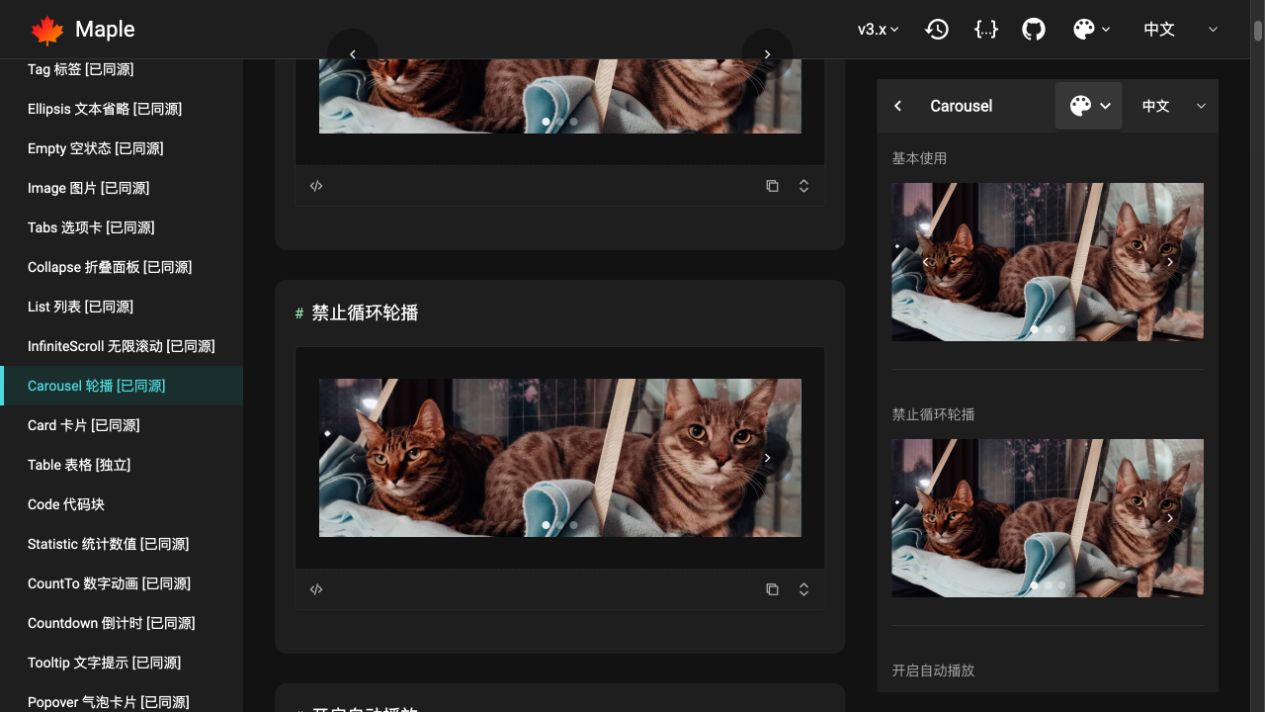 Maple
v3.x
{...}
中文
Tag 标签 [已同源]
Ellipsis 文本省略 [已同源]
Empty 空状态 [已同源]
Image 图片 [已同源]
Tabs 选项卡 [已同源]
Collapse 折叠面板 [已同源]
List 列表 [已同源]
InfiniteScroll 无限滚动 [已同源]
Carousel 轮播 [已同源]
Card 卡片 [已同源]
Table 表格 [独立]
Code 代码块
Statistic 统计数值 [已同源]
CountTo 数字动画 [已同源]
Countdown 倒计时 [已同源]
Tooltip 文字提示 [已同源]
Popover 气泡卡片 [已同源]
# 禁止循环轮播
# 开启自动播放
Carousel
中文
基本使用
禁止循环轮播
开启自动播放